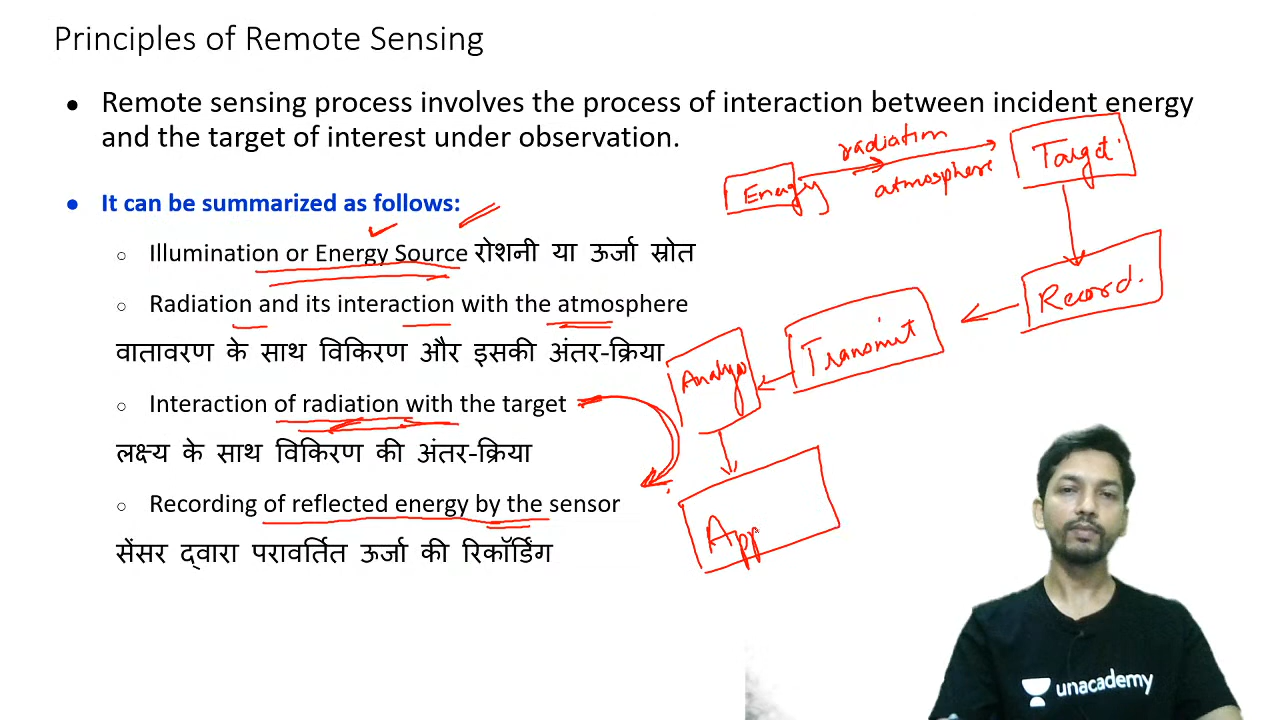 Principles of Remote Sensing
● Remote sensing process involves the process of interaction between incident energy
and the target of interest under observation.
● It can be summarized as follows:
○ Illumination or Energy Source रोशनी या ऊर्जा स्रोत
○ Radiation and its interaction with the atmosphere
वातावरण के साथ विकिरण और इसकी अंतर-क्रिया
○ Interaction of radiation with the target
लक्ष्य के साथ विकिरण की अंतर-क्रिया
○ Recording of reflected energy by the sensor
सेंसर द्वारा परावर्तित ऊर्जा की रिकॉर्डिंग
Energy
radiation
atmosphere
Target
Record.
Transmit
App
unacademy